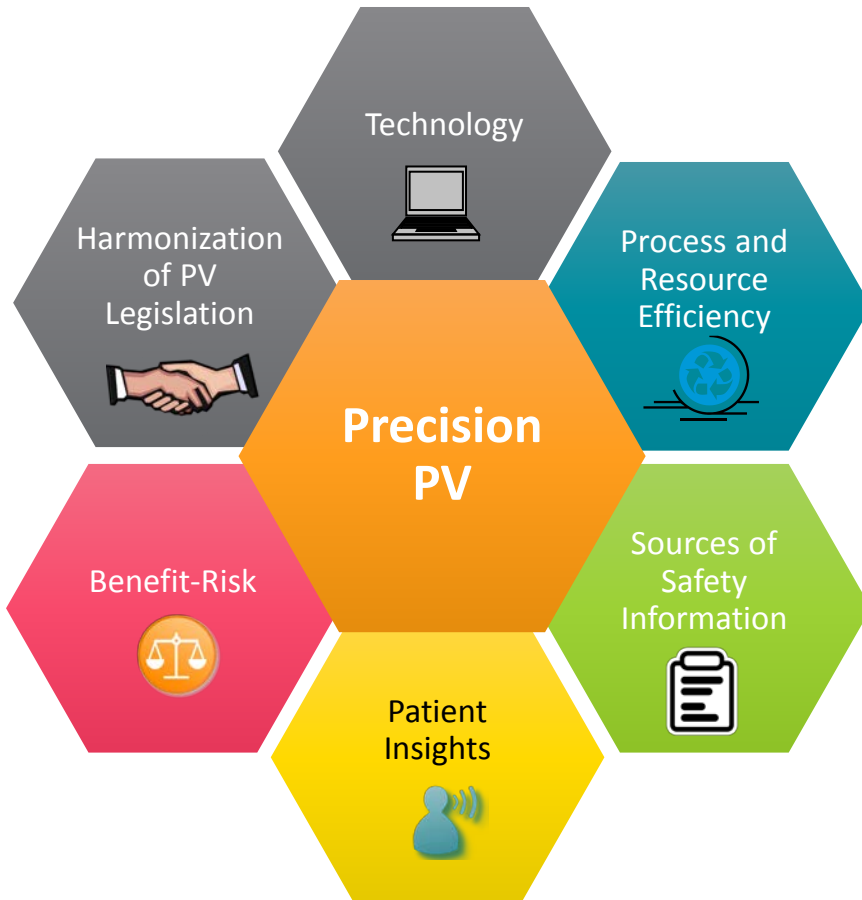 Technology
Harmonization
of PV
Legislation
Process and
Resource
Efficiency
Precision
PV
Benefit-Risk
Sources of
Safety
Information
Patient
Insights